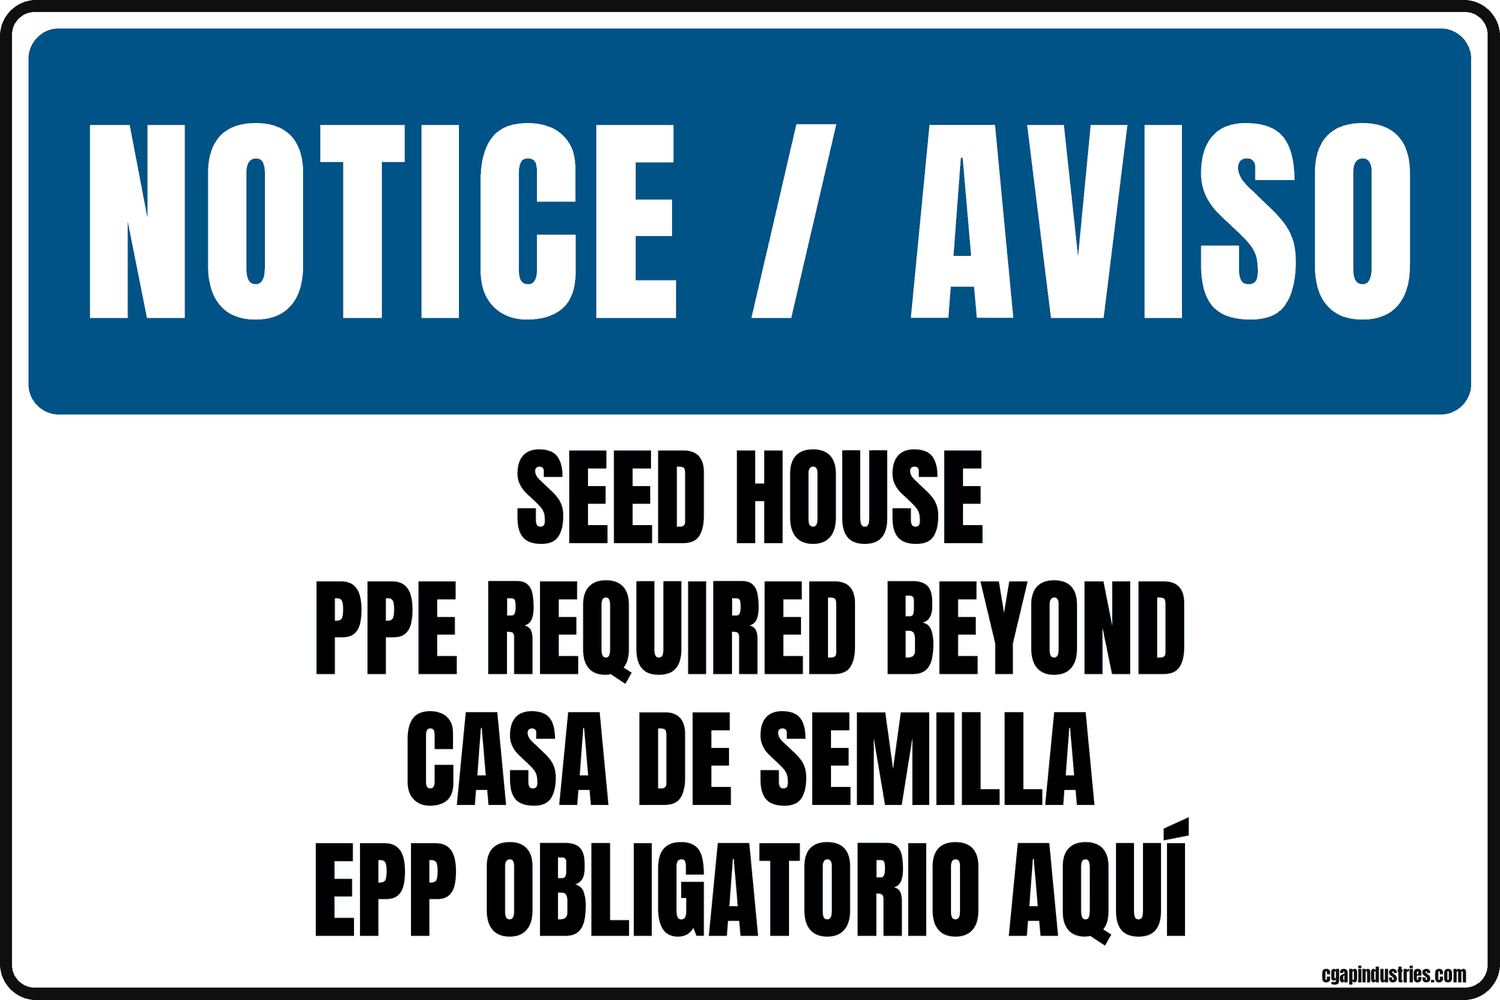 NOTICE / AVISO
SEED HOUSE
PPE REQUIRED BEYOND
CASA DE SEMILLA
EPP OBLIGATORIO AQUÍ
cgapindustries.com